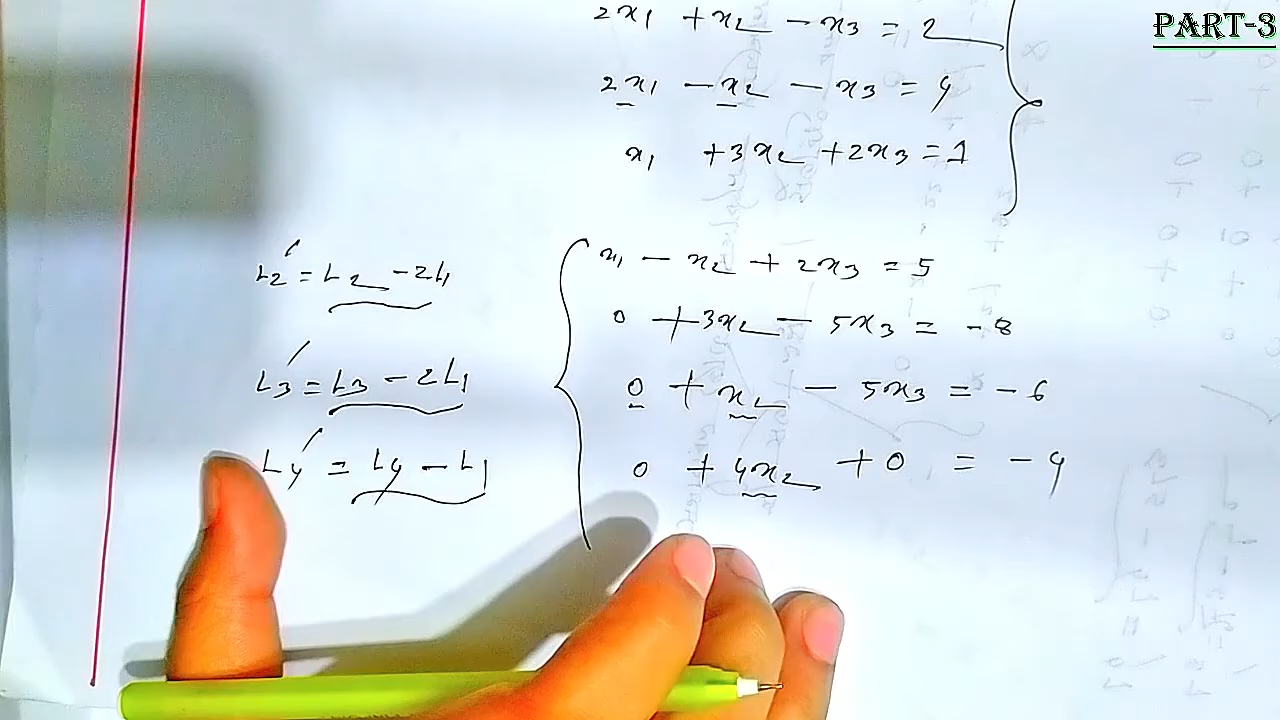 PART-3
2x₁ + x₂ - x₃ = 2
2x₁ - x₂ - x₃ = 4
x₁ + 3x₂ + 2x₃ = 1
L₂' = L₂ - 2L₁
x₁ - x₂ + 2x₃ = 5
0 + 3x₂ - 5x₃ = -8
L₃' = L₃ - 2L₁
0 + x₂ - 5x₃ = -6
L₄' = L₄ - L₁
0 + 4x₂ + 0 = -4